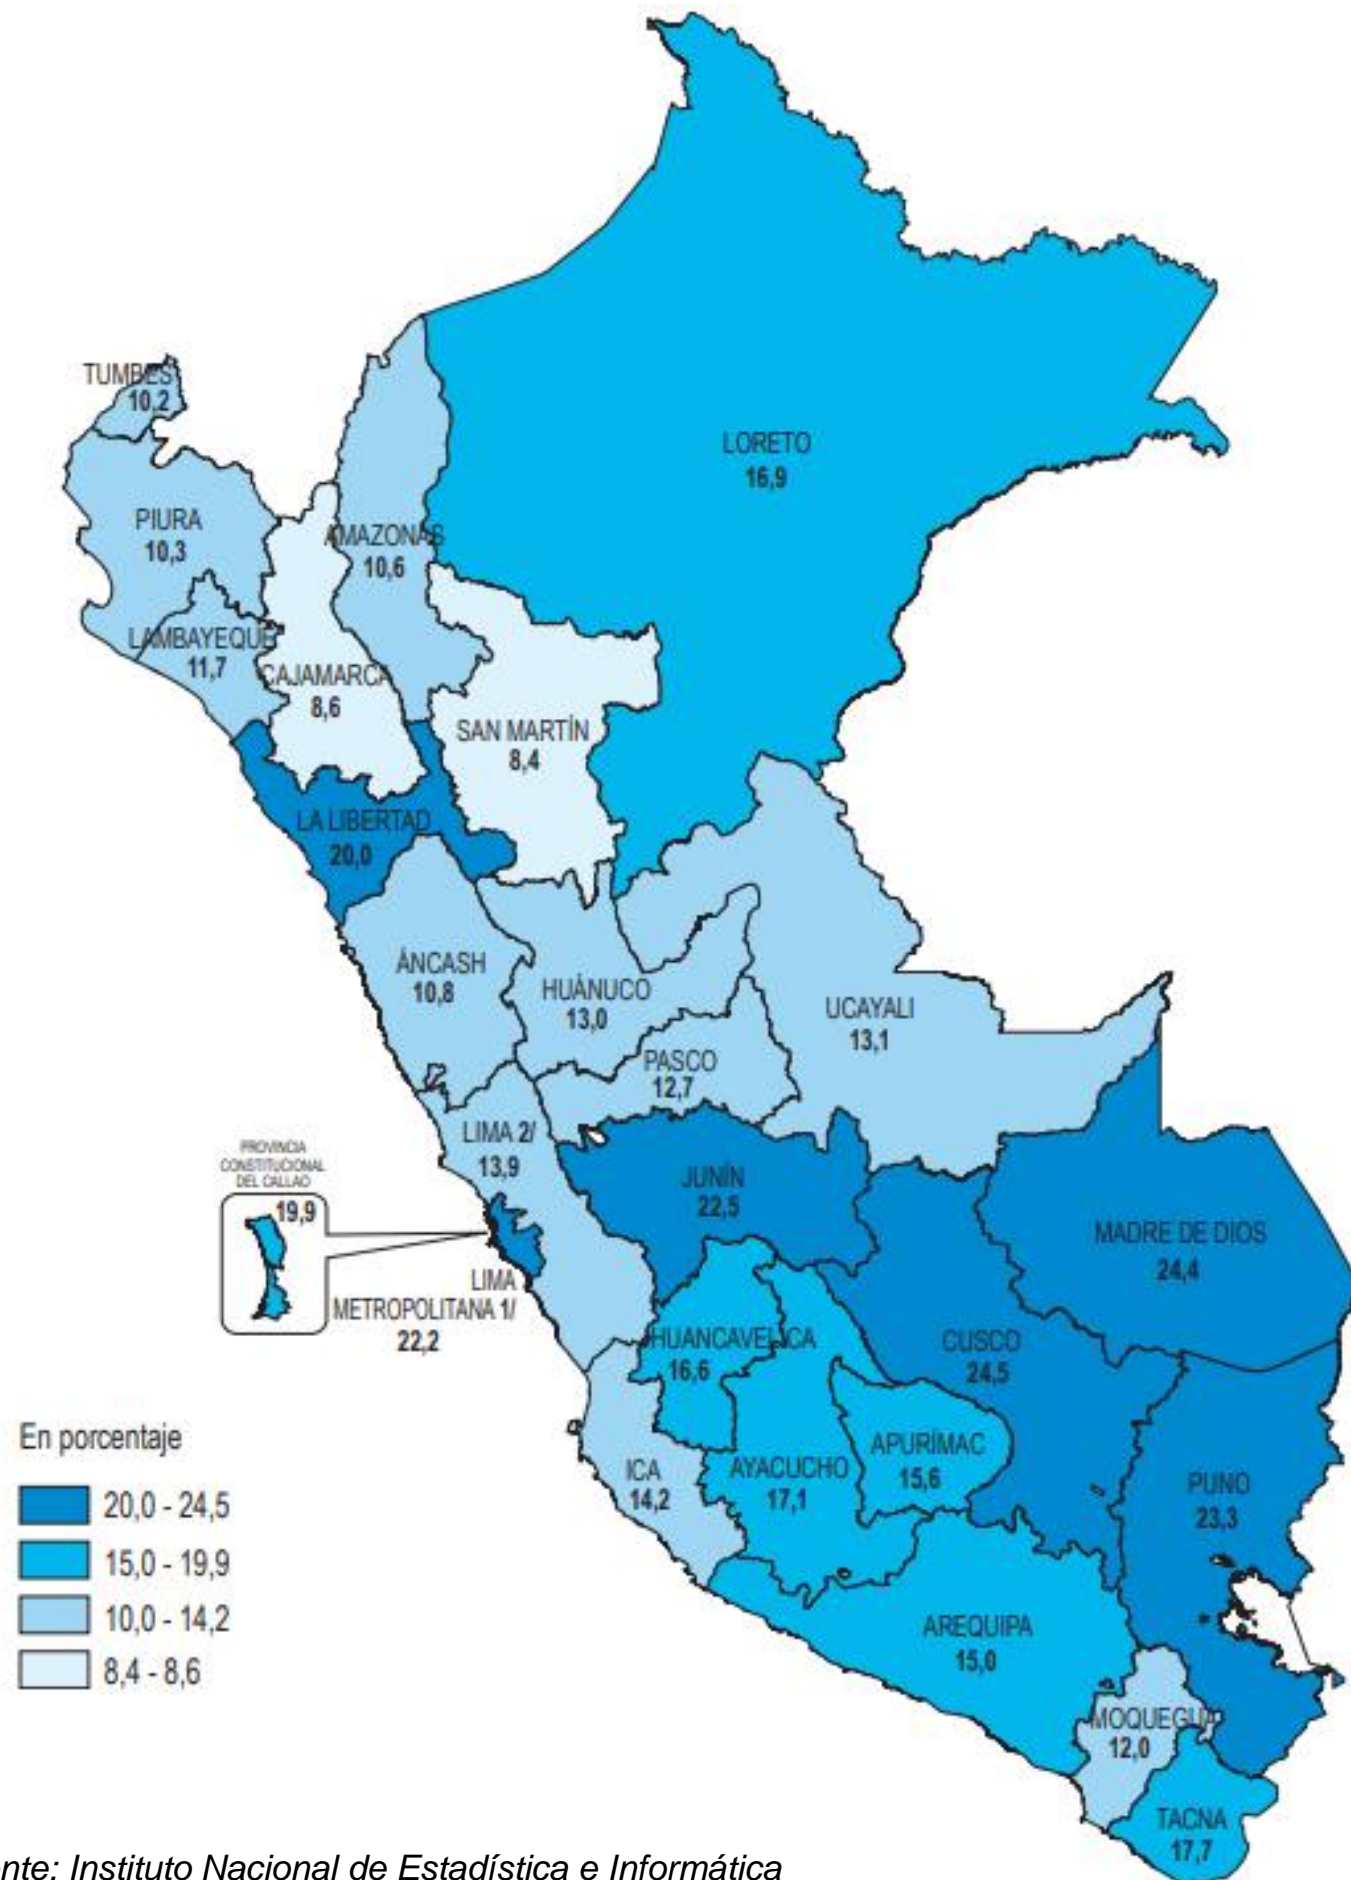 TUMBES
10,2
LORETO
16,9
PIURA
10,3
AMAZONAS
10,6
LAMBAYEQUE
11,7
CAJAMARCA
8,6
SAN MARTÍN
8,4
LA LIBERTAD
20,0
ÁNCASH
10,8
HUÁNUCO
13,0
UCAYALI
13,1
PASCO
12,7
LIMA 2/
13,9
PROVINCIA
CONSTITUCIONAL
DEL CALLAO
19,9
JUNÍN
22,5
MADRE DE DIOS
24,4
LIMA
METROPOLITANA 1/
22,2
HUANCAVELICA
16,6
CUSCO
24,5
APURÍMAC
15,6
AYACUCHO
17,1
ICA
14,2
PUNO
23,3
AREQUIPA
15,0
MOQUEGUA
12,0
TACNA
17,7
En porcentaje
20,0 - 24,5
15,0 - 19,9
10,0 - 14,2
8,4 - 8,6
nte: Instituto Nacional de Estadística e Informática